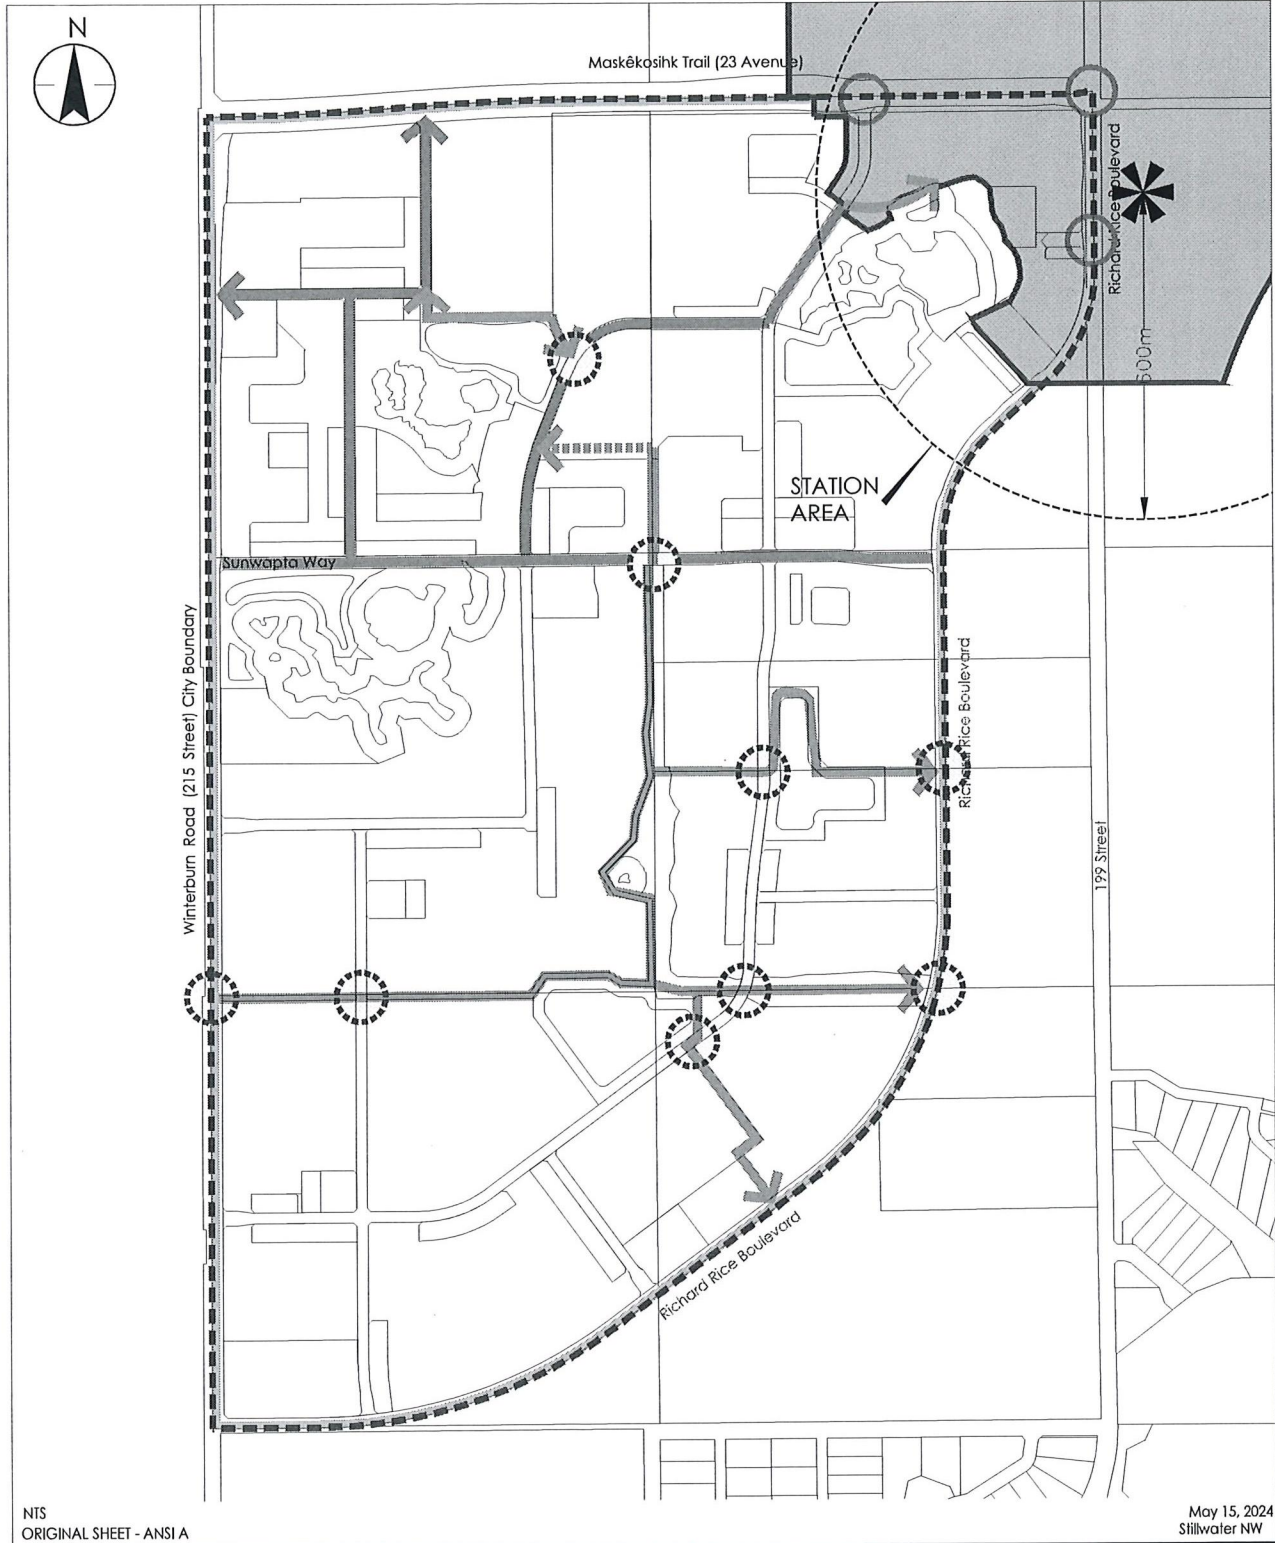 N
Maskêkosihk Trail (23 Avenue)
Richard Rice Boulevard
600m
STATION
AREA
Sunwapta Way
Winterburn Road (215 Street) City Boundary
Richard Rice Boulevard
199 Street
Richard Rice Boulevard
NTS
ORIGINAL SHEET - ANSI A
May 15, 2024
Stillwater NW